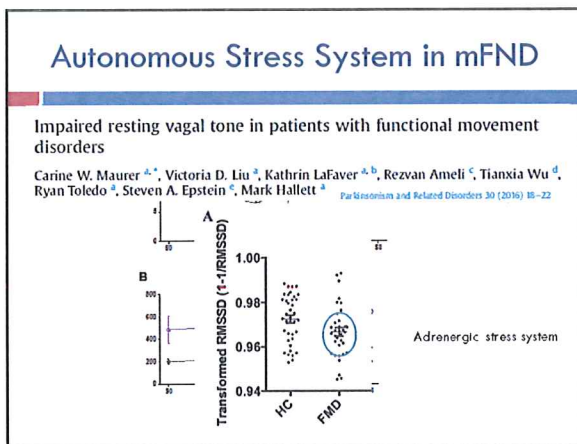 Autonomous Stress System in mFND
Impaired resting vagal tone in patients with functional movement
disorders
Carine W. Maurer a, *, Victoria D. Liu a, Kathrin LaFaver a, b, Rezvan Ameli c, Tianxia Wu d,
Ryan Toledo a, Steven A. Epstein c, Mark Hallett a
Parkinsonism and Related Disorders 30 (2016) 18–22
A
B
800
600
400
200
0
Transformed RMSSD (1-1/RMSSD)
1.00
0.98
0.96
0.94
HC
FMD
Adrenergic stress system